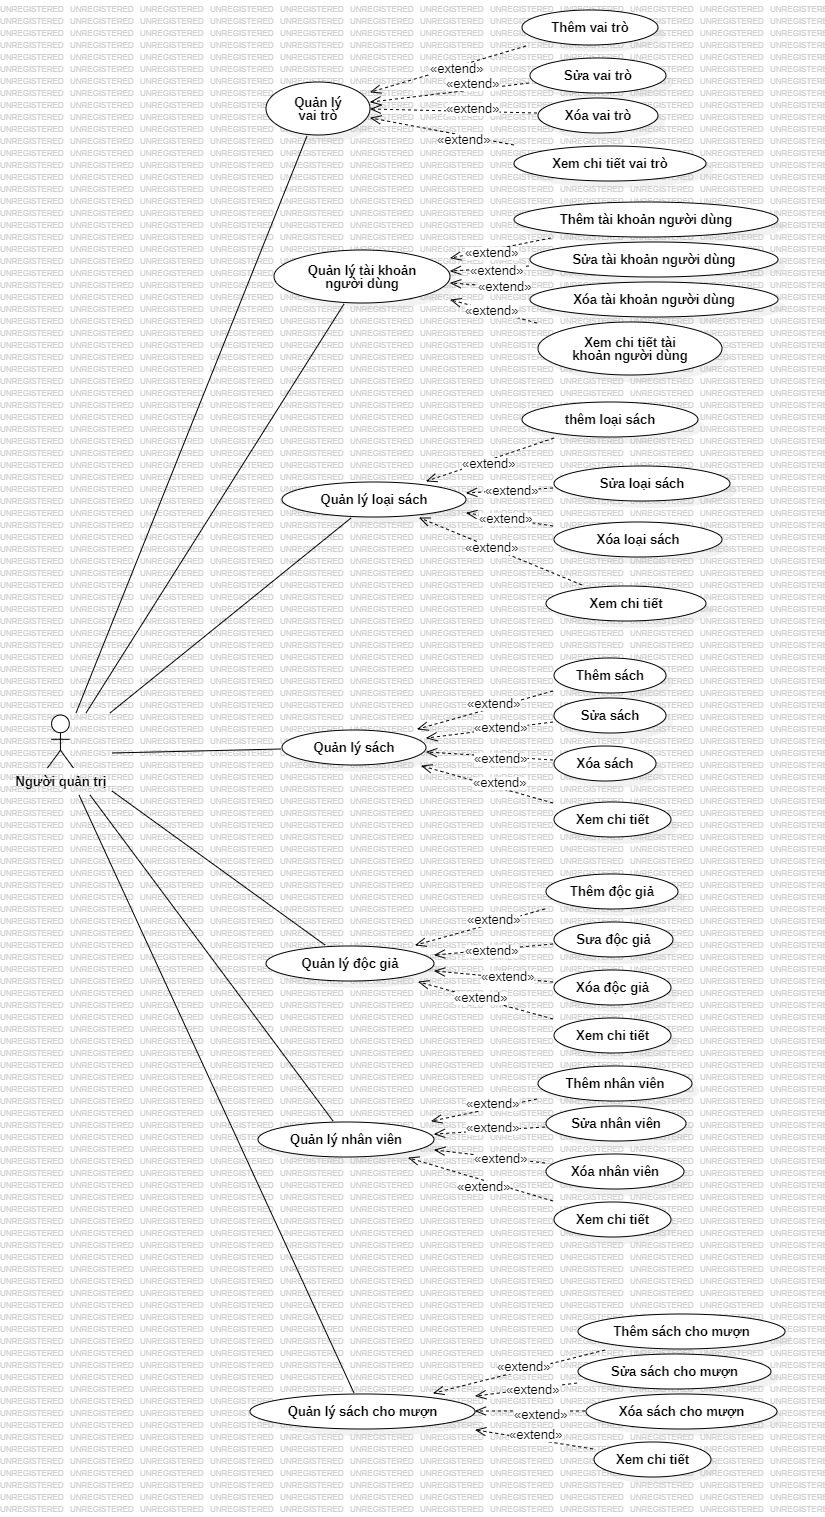 Thêm vai trò
«extend»
Sửa vai trò
«extend»
Quản lý
vai trò
«extend»
Xóa vai trò
«extend»
Xem chi tiết vai trò
Thêm tài khoản người dùng
«extend»
Sửa tài khoản người dùng
Quản lý tài khoản
người dùng
«extend»
«extend»
Xóa tài khoản người dùng
«extend»
Xem chi tiết tài
khoản người dùng
thêm loại sách
«extend»
Sửa loại sách
«extend»
Quản lý loại sách
«extend»
Xóa loại sách
«extend»
Xem chi tiết
Thêm sách
«extend»
Sửa sách
«extend»
Quản lý sách
«extend»
Xóa sách
Người quản trị
«extend»
Xem chi tiết
Thêm độc giả
«extend»
Sưa độc giả
«extend»
Quản lý độc giả
«extend»
Xóa độc giả
«extend»
Xem chi tiết
Thêm nhân viên
«extend»
Sửa nhân viên
«extend»
Quản lý nhân viên
«extend»
Xóa nhân viên
«extend»
Xem chi tiết
Thêm sách cho mượn
«extend»
Sửa sách cho mượn
«extend»
Quản lý sách cho mượn
«extend»
Xóa sách cho mượn
«extend»
Xem chi tiết
UNREGISTERED